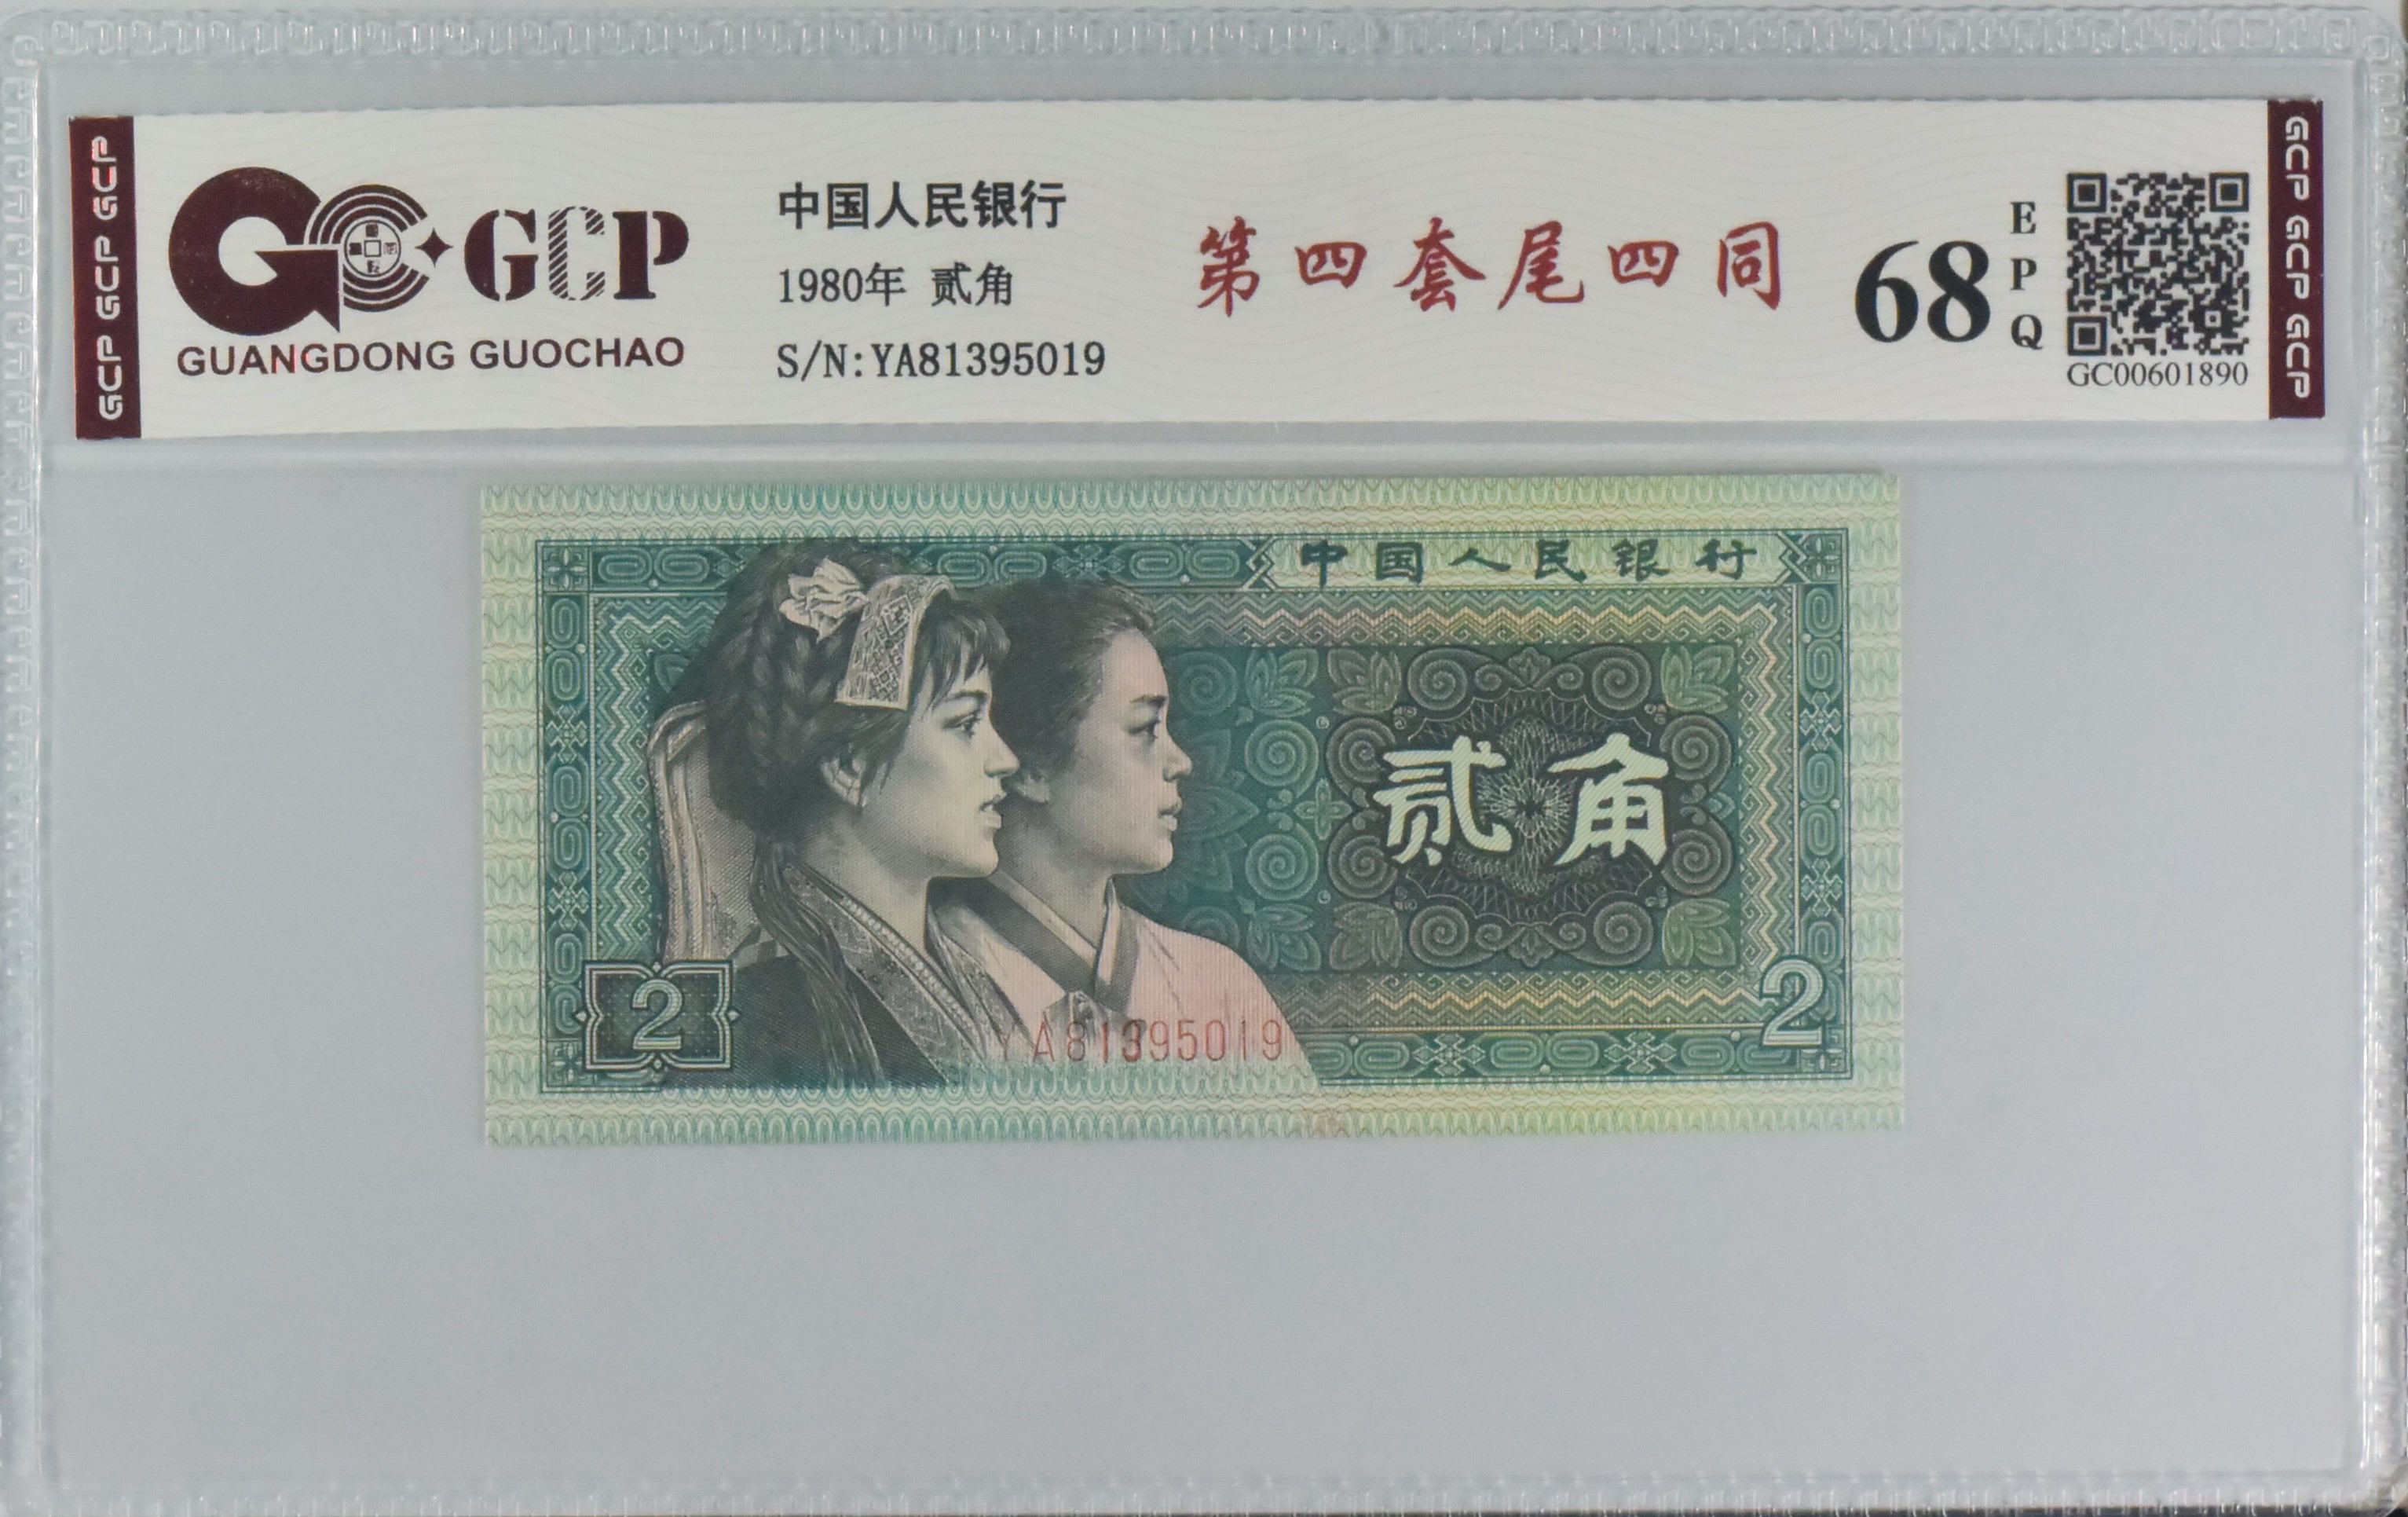 GCP GCP GCP
GCP
GUANGDONG GUOCHAO
中国人民银行
1980年 贰角
S/N:YA81395019
第四套尾四同
68
E
P
Q
GC00601890
GCP GCP GCP
中国人民银行
贰角
2
YA81395019
2